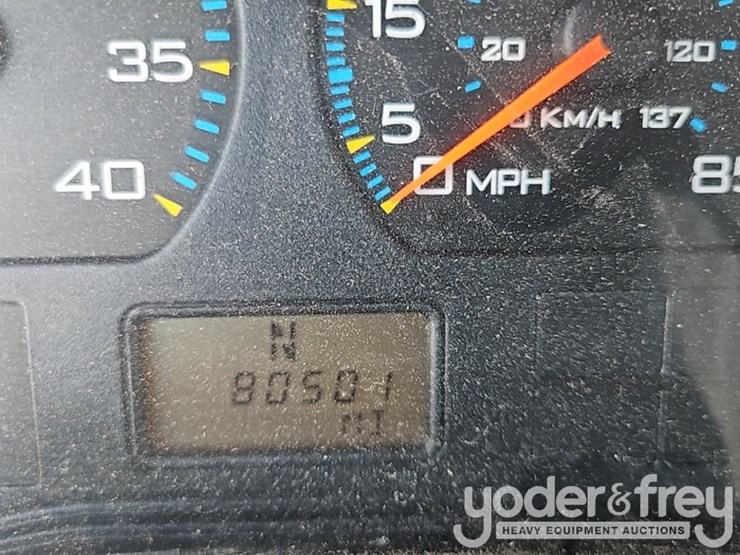 35
40
15
5
0 MPH
20
120
KM/H 137
85
N
80501
MI
yoder&frey
HEAVY EQUIPMENT AUCTIONS